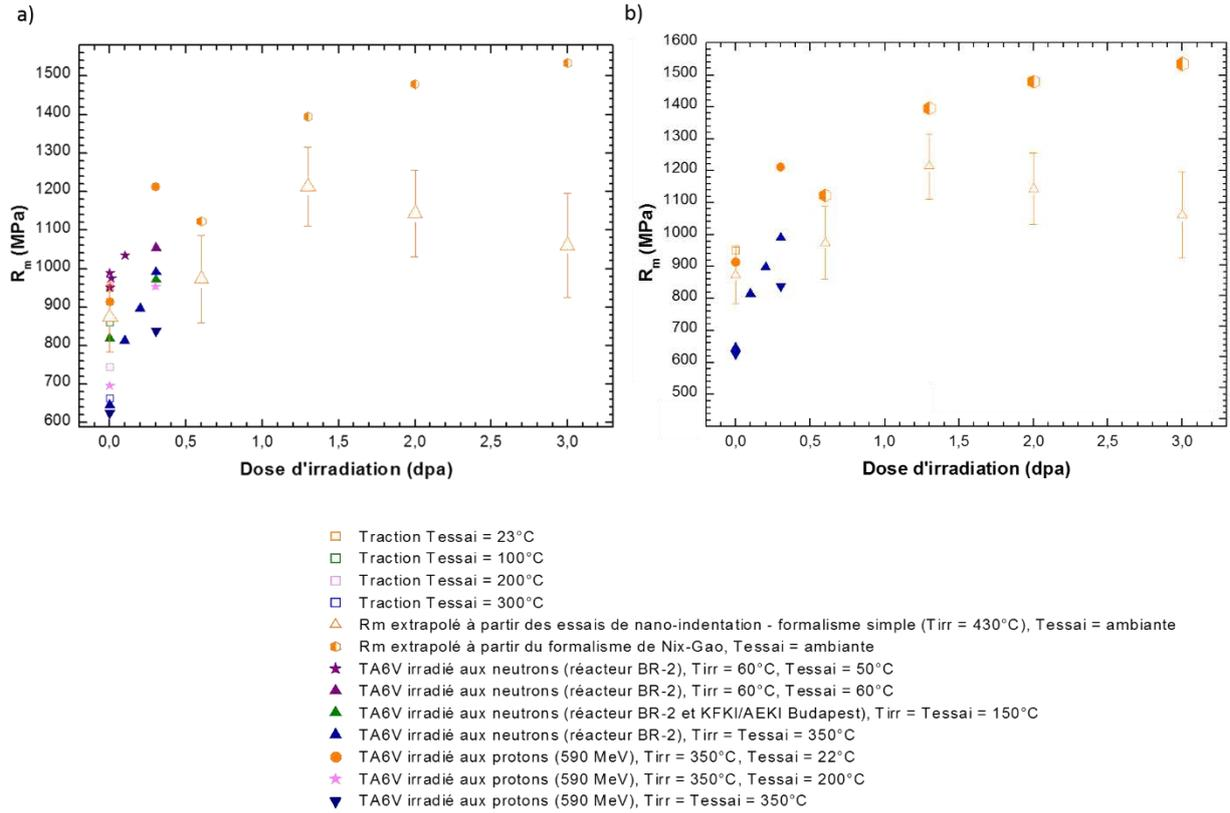 a)
b)
1500
1400
1300
1200
1100
1000
900
800
700
600
R_m (MPa)
0,0 0,5 1,0 1,5 2,0 2,5 3,0
Dose d'irradiation (dpa)
1600
1500
1400
1300
1200
1100
1000
900
800
700
600
500
R_m (MPa)
0,0 0,5 1,0 1,5 2,0 2,5 3,0
Dose d'irradiation (dpa)
Traction Tessai = 23°C
Traction Tessai = 100°C
Traction Tessai = 200°C
Traction Tessai = 300°C
Rm extrapolé à partir des essais de nano-indentation - formalisme simple (Tirr = 430°C), Tessai = ambiante
Rm extrapolé à partir du formalisme de Nix-Gao, Tessai = ambiante
TA6V irradié aux neutrons (réacteur BR-2), Tirr = 60°C, Tessai = 50°C
TA6V irradié aux neutrons (réacteur BR-2), Tirr = 60°C, Tessai = 60°C
TA6V irradié aux neutrons (réacteur BR-2 et KFKI/AEKI Budapest), Tirr = Tessai = 150°C
TA6V irradié aux neutrons (réacteur BR-2), Tirr = Tessai = 350°C
TA6V irradié aux protons (590 MeV), Tirr = 350°C, Tessai = 22°C
TA6V irradié aux protons (590 MeV), Tirr = 350°C, Tessai = 200°C
TA6V irradié aux protons (590 MeV), Tirr = Tessai = 350°C